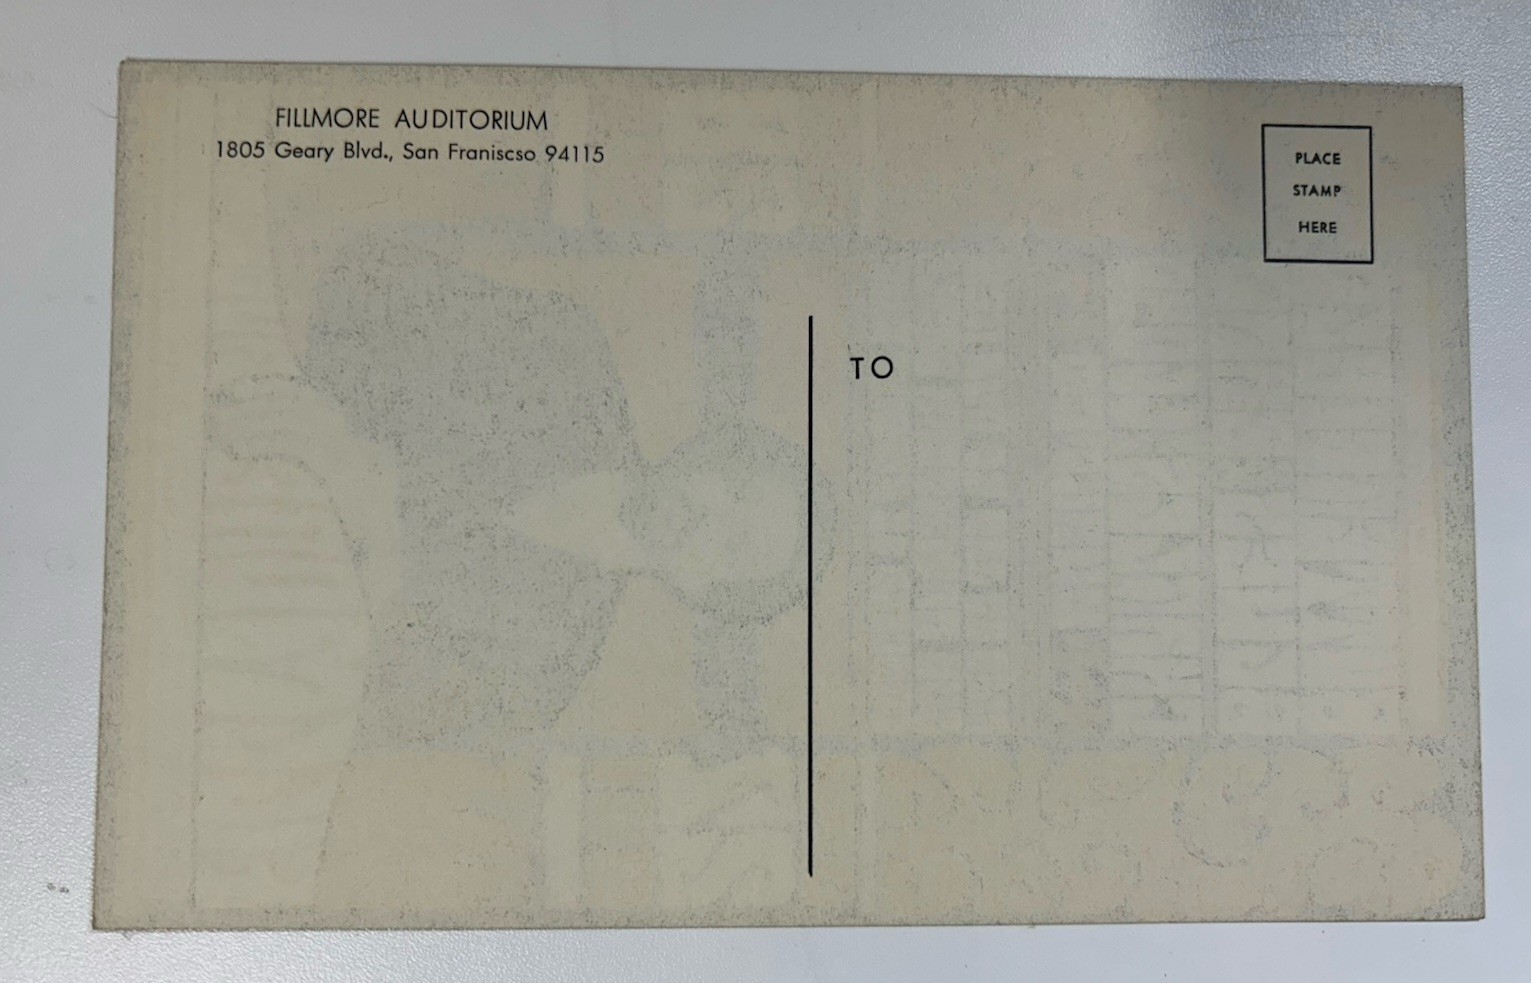 FILLMORE AUDITORIUM
1805 Geary Blvd., San Franiscso 94115
PLACE
STAMP
HERE
TO